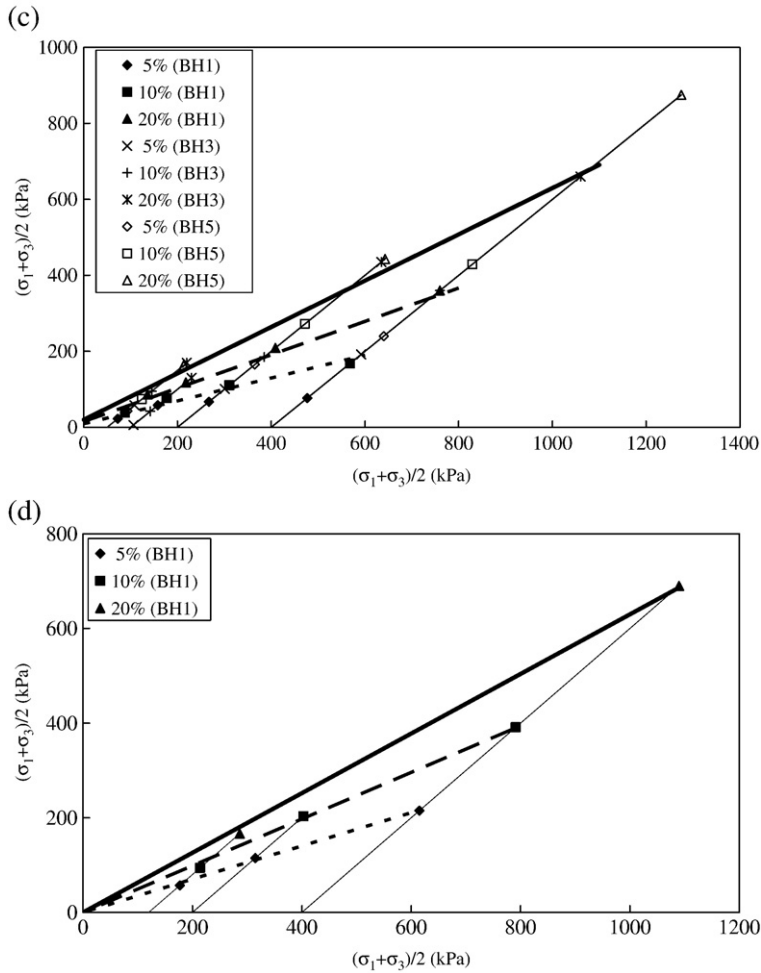 (c)
1000
800
600
400
200
0
(σ1+σ3)/2 (kPa)
5% (BH1)
10% (BH1)
20% (BH1)
5% (BH3)
10% (BH3)
20% (BH3)
5% (BH5)
10% (BH5)
20% (BH5)
0 200 400 600 800 1000 1200 1400
(σ1+σ3)/2 (kPa)
(d)
800
600
400
200
0
(σ1+σ3)/2 (kPa)
5% (BH1)
10% (BH1)
20% (BH1)
0 200 400 600 800 1000 1200
(σ1+σ3)/2 (kPa)